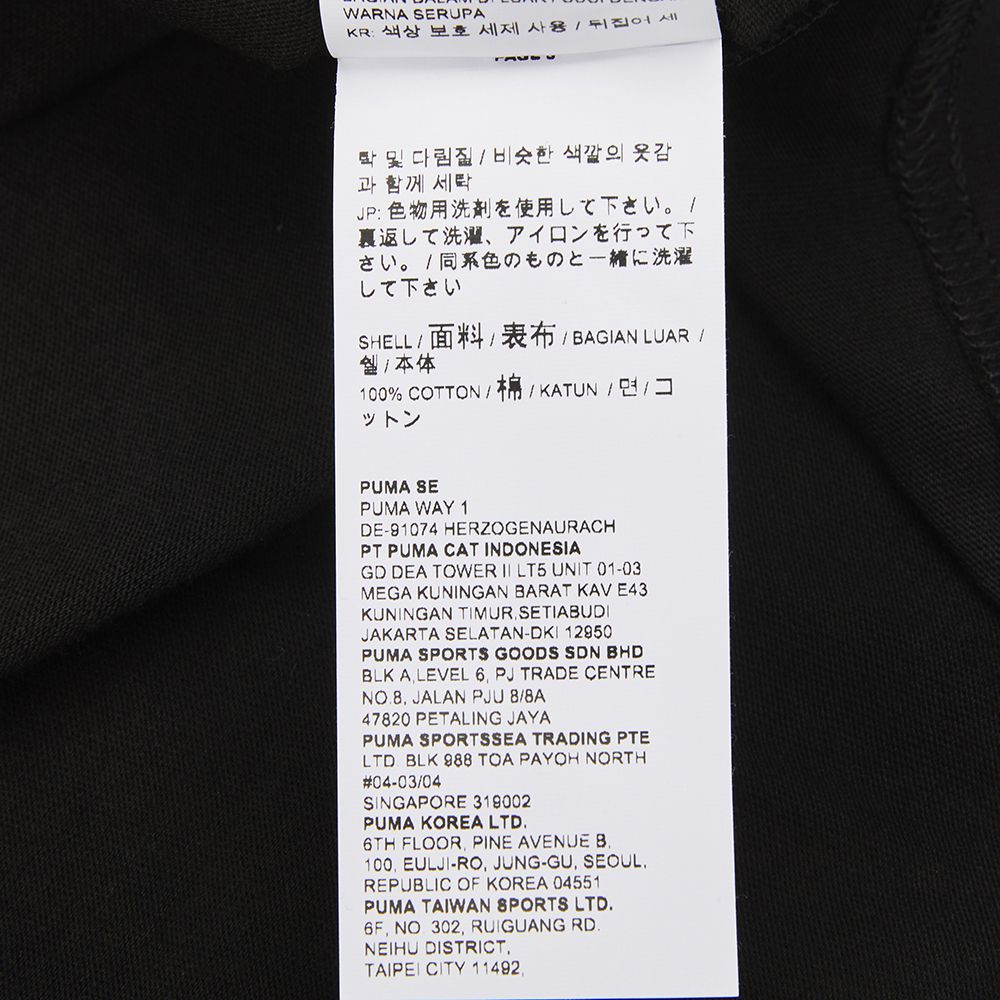 WARNA SERUPA
KR: 색상 보호 세제 사용 / 뒤집어 세
탁 및 다림질 / 비슷한 색깔의 옷감
과 함께 세탁
JP: 色物用洗剤を使用して下さい。 /
裏返して洗濯、アイロンを行って下
さい。 / 同系色のものと一緒に洗濯
して下さい
SHELL / 面料 / 表布 / BAGIAN LUAR /
쉘 / 本体
100% COTTON / 棉 / KATUN / 면 / コ
ットン
PUMA SE
PUMA WAY 1
DE-91074 HERZOGENAURACH
PT PUMA CAT INDONESIA
GD DEA TOWER II LT5 UNIT 01-03
MEGA KUNINGAN BARAT KAV E43
KUNINGAN TIMUR,SETIABUDI
JAKARTA SELATAN-DKI 12950
PUMA SPORTS GOODS SDN BHD
BLK A,LEVEL 6, PJ TRADE CENTRE
NO.8, JALAN PJU 8/8A
47820 PETALING JAYA
PUMA SPORTSSEA TRADING PTE
LTD. BLK 988 TOA PAYOH NORTH
#04-03/04
SINGAPORE 319002
PUMA KOREA LTD.
6TH FLOOR, PINE AVENUE B,
100, EULJI-RO, JUNG-GU, SEOUL,
REPUBLIC OF KOREA 04551
PUMA TAIWAN SPORTS LTD.
6F, NO. 302, RUIGUANG RD.
NEIHU DISTRICT,
TAIPEI CITY 11492,